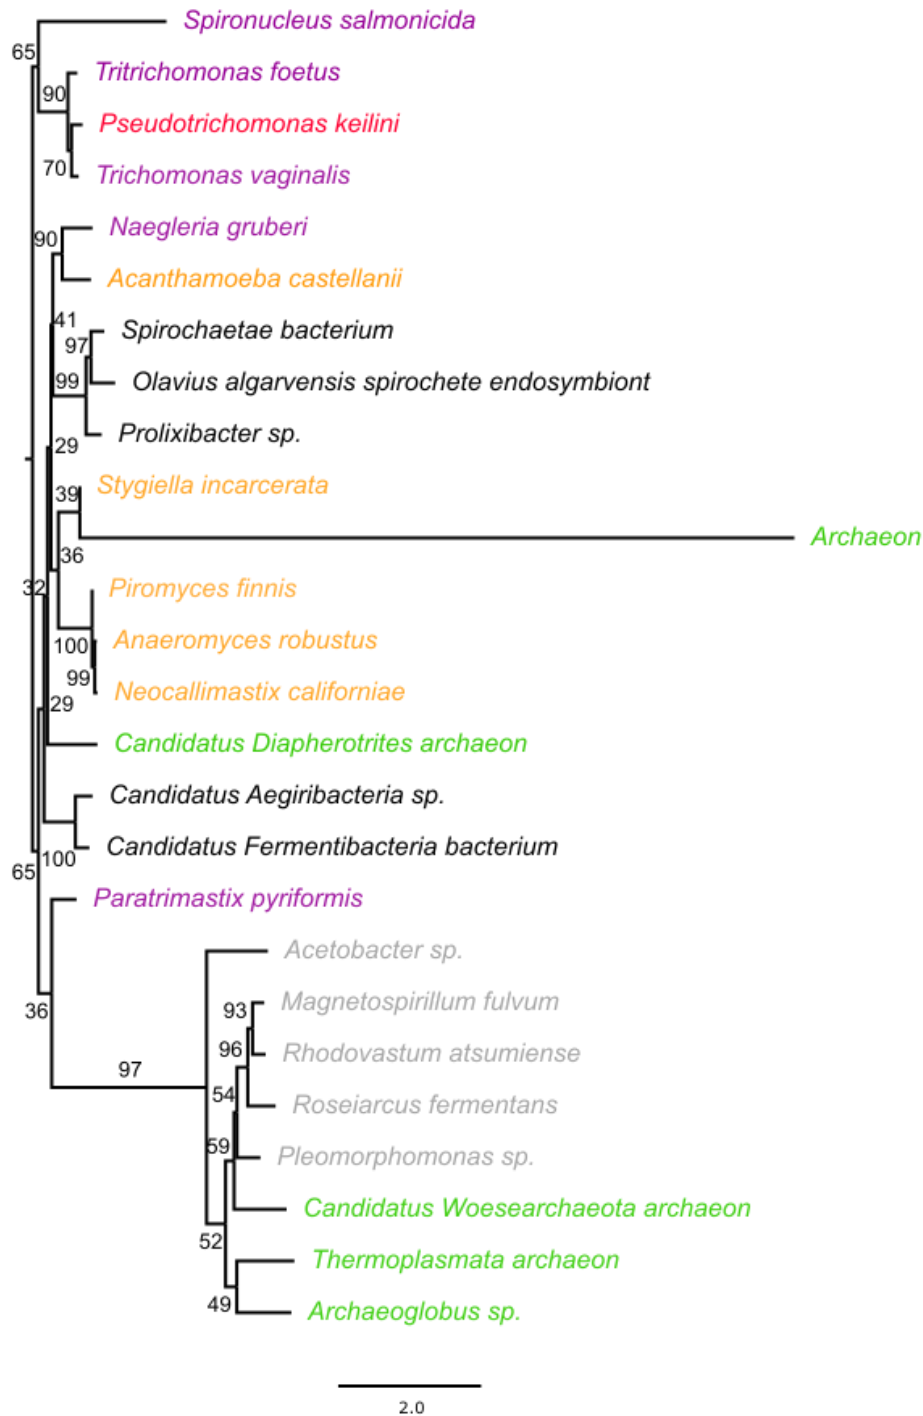 Spironucleus salmonicida
65
Tritrichomonas foetus
90
Pseudotrichomonas keilini
70
Trichomonas vaginalis
Naegleria gruberi
90
Acanthamoeba castellanii
41
Spirochaetae bacterium
97
99
Olavius algarvensis spirochete endosymbiont
Prolixibacter sp.
29
Stygiella incarcerata
39
Archaeon
36
32
Piromyces finnis
Anaeromyces robustus
100
99
Neocallimastix californiae
29
Candidatus Diapherotrites archaeon
Candidatus Aegiribacteria sp.
Candidatus Fermentibacteria bacterium
100
65
Paratrimastix pyriformis
Acetobacter sp.
Magnetospirillum fulvum
93
36
96
Rhodovastum atsumiense
97
54
Roseiarcus fermentans
59
Pleomorphomonas sp.
Candidatus Woesearchaeota archaeon
52
Thermoplasmata archaeon
49
Archaeoglobus sp.
2.0